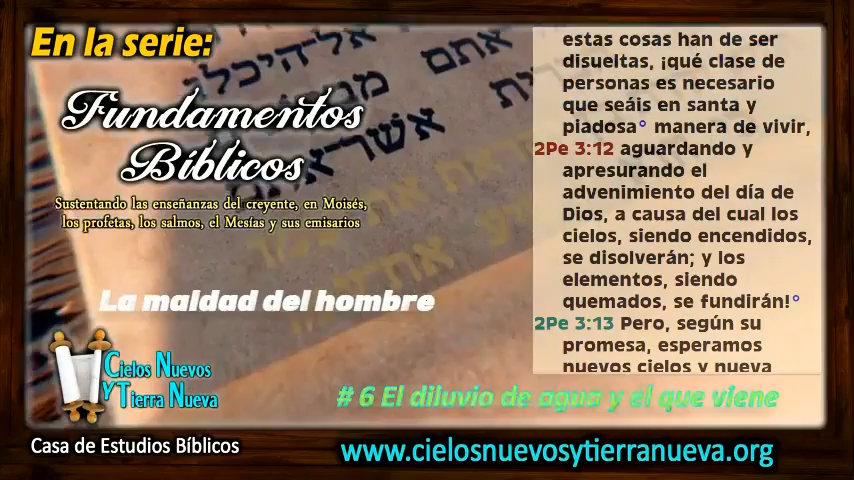 En la serie:
Fundamentos
Bíblicos
Sustentando las enseñanzas del creyente, en Moisés,
los profetas, los salmos, el Mesías y sus emisarios
La maldad del hombre
Cielos Nuevos
Y Tierra Nueva
Casa de Estudios Bíblicos
estas cosas han de ser
disueltas, ¡qué clase de
personas es necesario
que seáis en santa y
piadosa° manera de vivir,
2Pe 3:12 aguardando y
apresurando el
advenimiento del día de
Dios, a causa del cual los
cielos, siendo encendidos,
se disolverán; y los
elementos, siendo
quemados, se fundirán!°
2Pe 3:13 Pero, según su
promesa, esperamos
nuevos cielos y nueva
# 6 El diluvio de agua y el que viene
www.cielosnuevosytierranueva.org